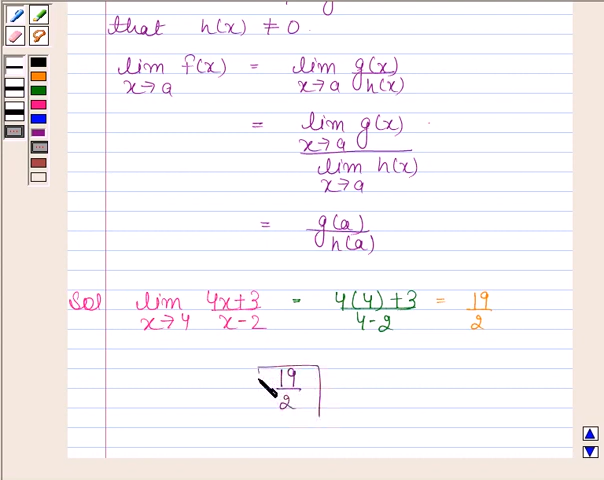 that h(x) ≠ 0.
lim x→a f(x) = lim x→a g(x)/h(x)
= lim x→a g(x) / lim x→a h(x)
= g(a)/h(a)
Sol lim x→4 4x+3/x-2 = 4(4)+3/4-2 = 19/2
19/2